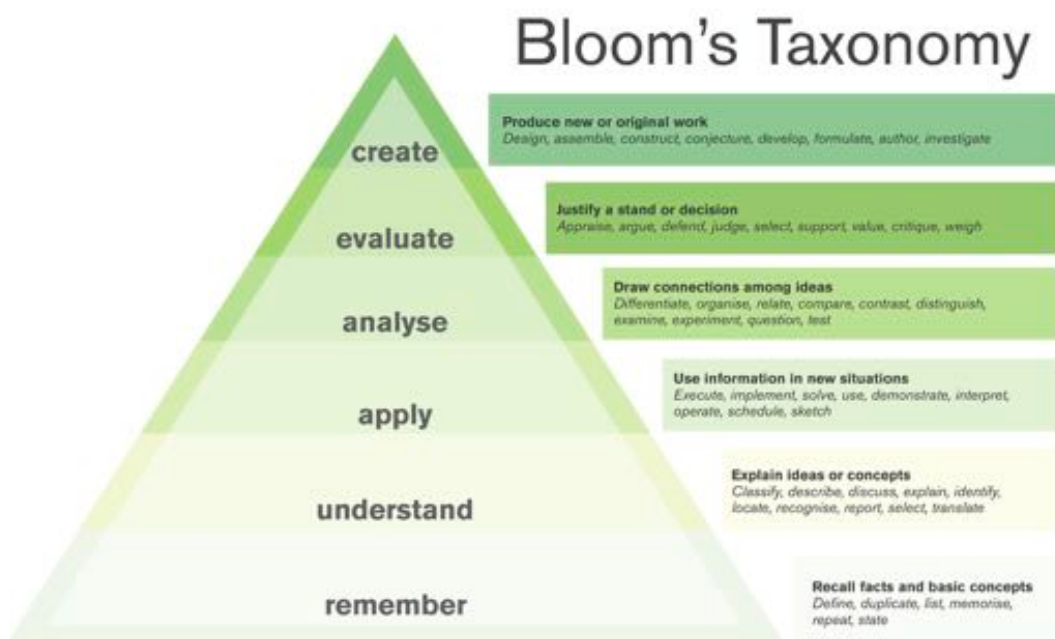 Bloom's Taxonomy
create
Produce new or original work
Design, assemble, construct, conjecture, develop, formulate, author, investigate
evaluate
Justify a stand or decision
Appraise, argue, defend, judge, select, support, value, critique, weigh
analyse
Draw connections among ideas
Differentiate, organise, relate, compare, contrast, distinguish,
examine, experiment, question, test
apply
Use information in new situations
Execute, implement, solve, use, demonstrate, interpret,
operate, schedule, sketch
understand
Explain ideas or concepts
Classify, describe, discuss, explain, identify,
locate, recognise, report, select, translate
remember
Recall facts and basic concepts
Define, duplicate, list, memorise,
repeat, state